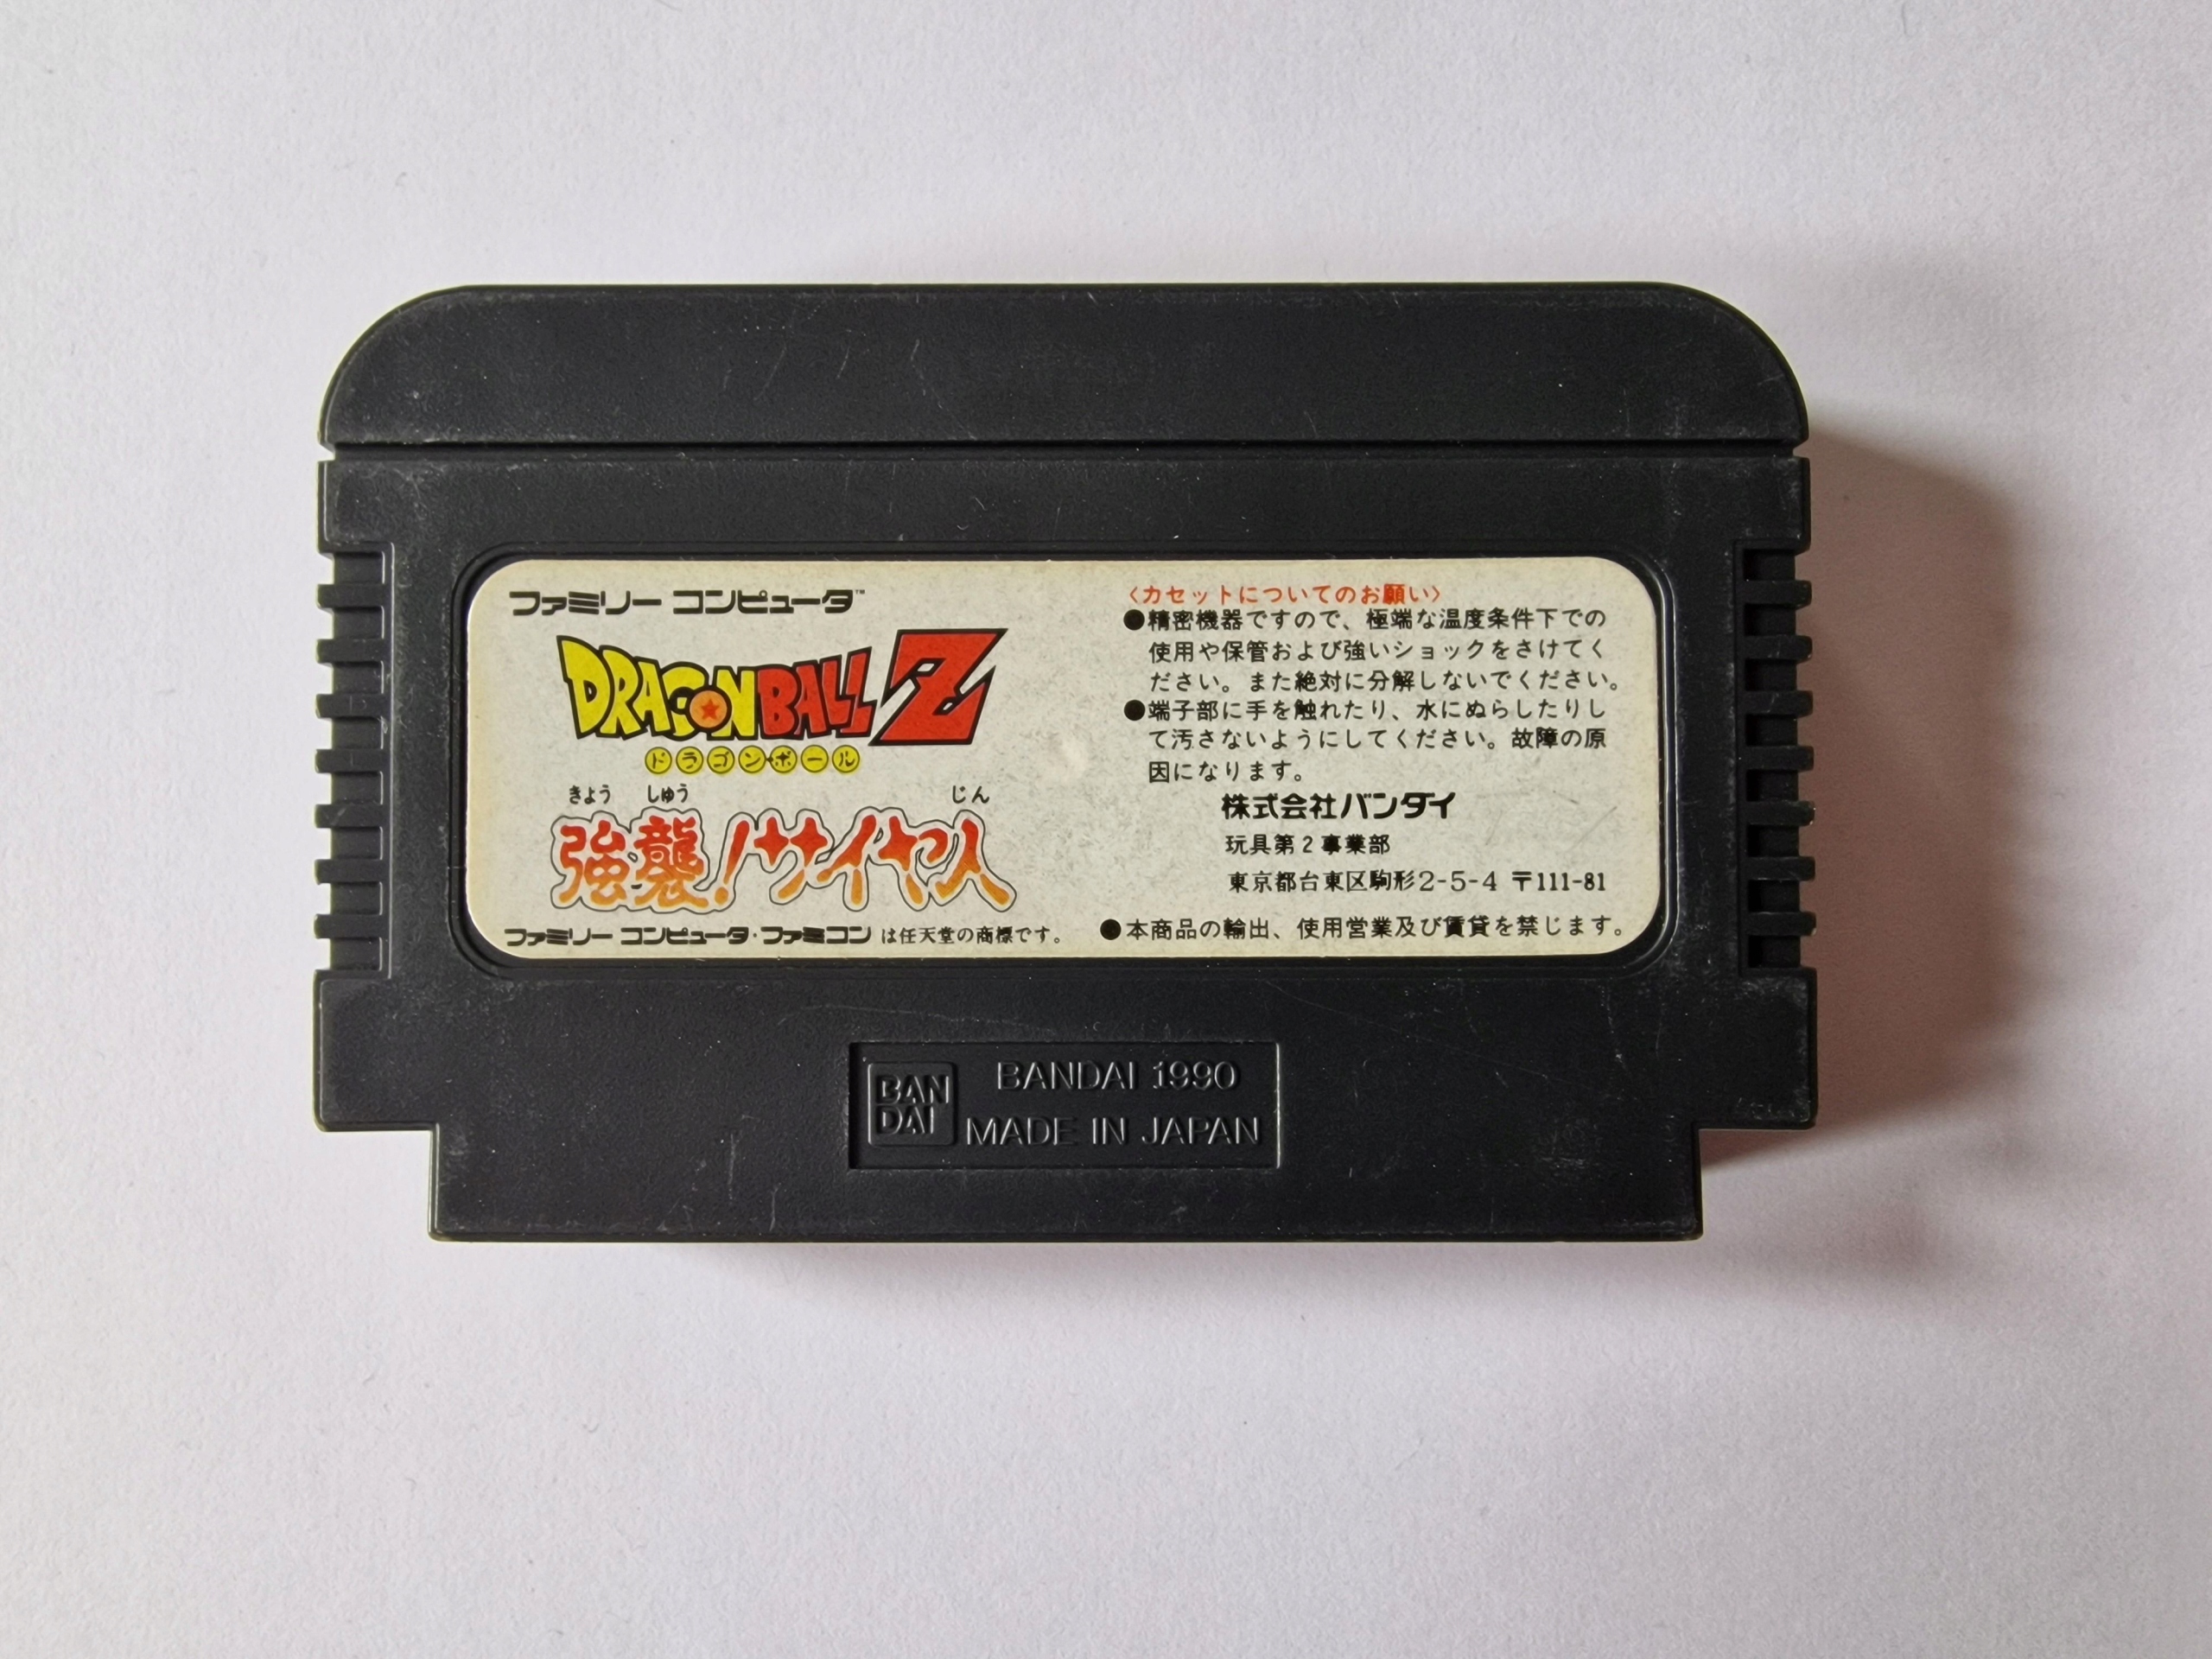 ファミリー コンピュータ™
DRAGONBALL Z
ドラゴンボール
きょう しゅう じん
強襲!サイヤ人
ファミリー コンピュータ・ファミコン は任天堂の商標です。
〈カセットについてのお願い〉
●精密機器ですので、極端な温度条件下での
使用や保管および強いショックをさけてく
ださい。また絶対に分解しないでください。
●端子部に手を触れたり、水にぬらしたりし
て汚さないようにしてください。故障の原
因になります。
株式会社バンダイ
玩具第2事業部
東京都台東区駒形2-5-4 〒111-81
●本商品の輸出、使用営業及び賃貸を禁じます。
BAN
DAI
BANDAI 1990
MADE IN JAPAN